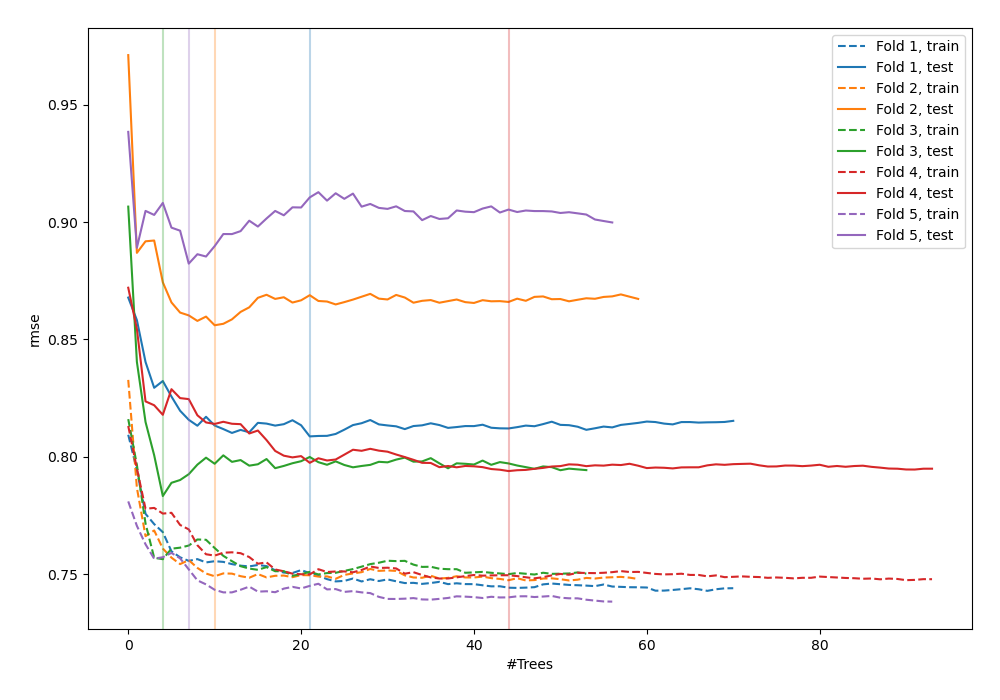 0.95
0.90
0.85
0.80
0.75
rmse
0
20
40
60
80
#Trees
Fold 1, train
Fold 1, test
Fold 2, train
Fold 2, test
Fold 3, train
Fold 3, test
Fold 4, train
Fold 4, test
Fold 5, train
Fold 5, test